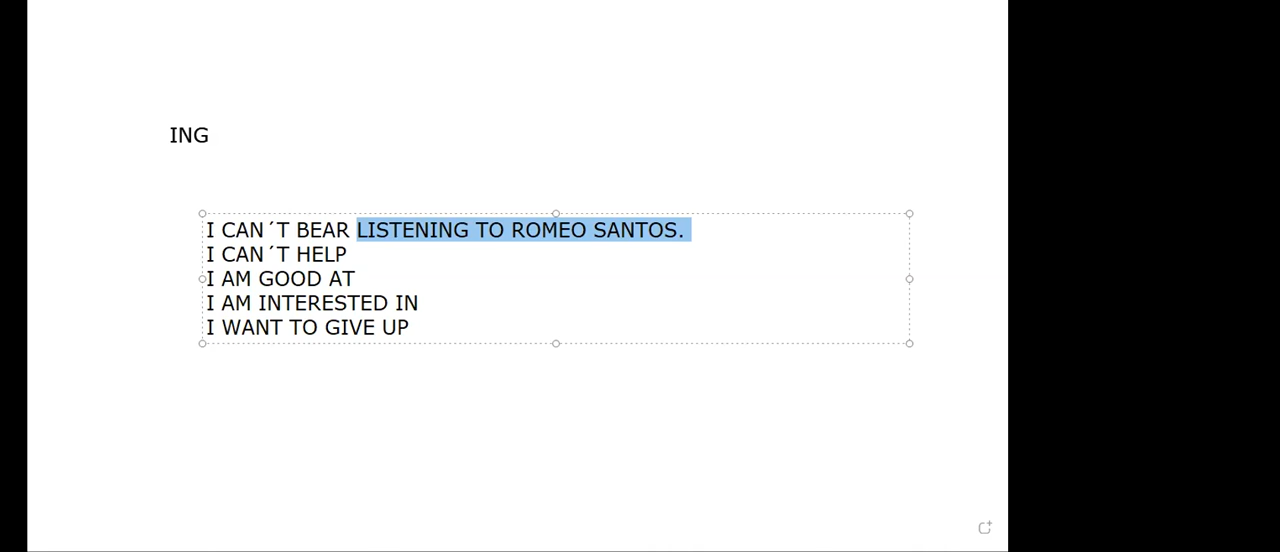 ING
I CAN´T BEAR LISTENING TO ROMEO SANTOS.
I CAN´T HELP
I AM GOOD AT
I AM INTERESTED IN
I WANT TO GIVE UP